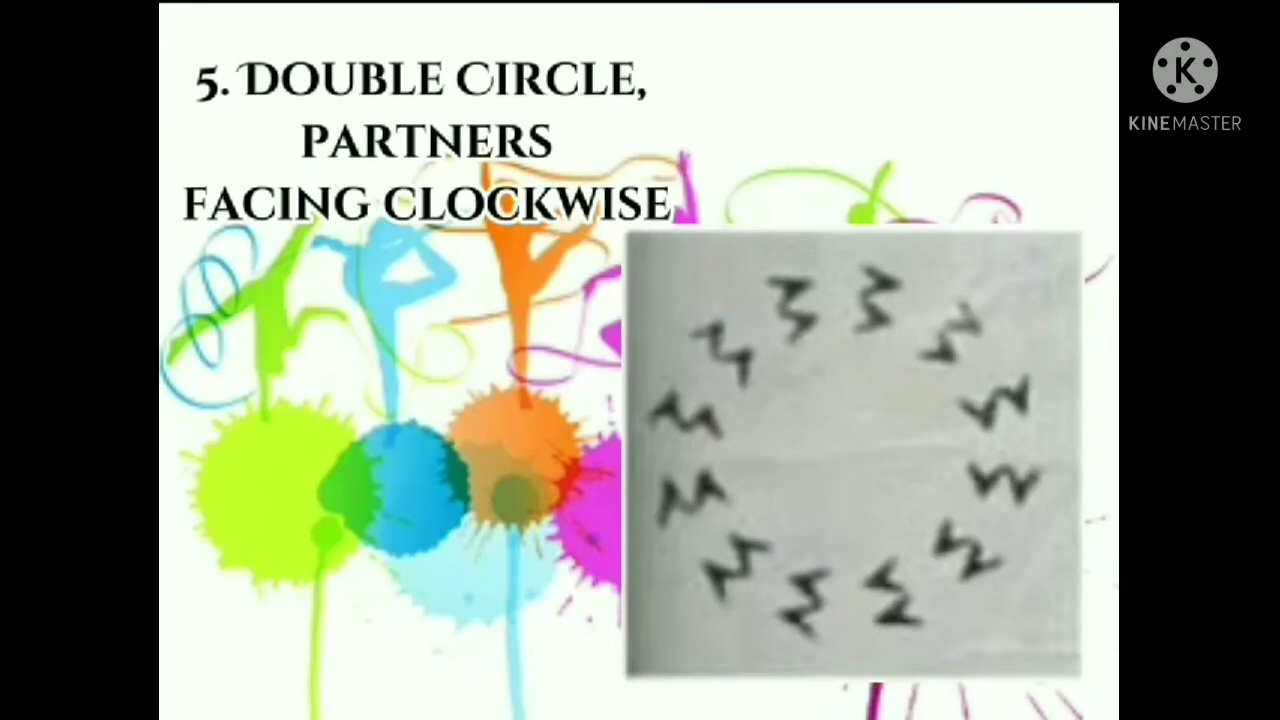 5. Double Circle,
partners
facing clockwise
KINEMASTER